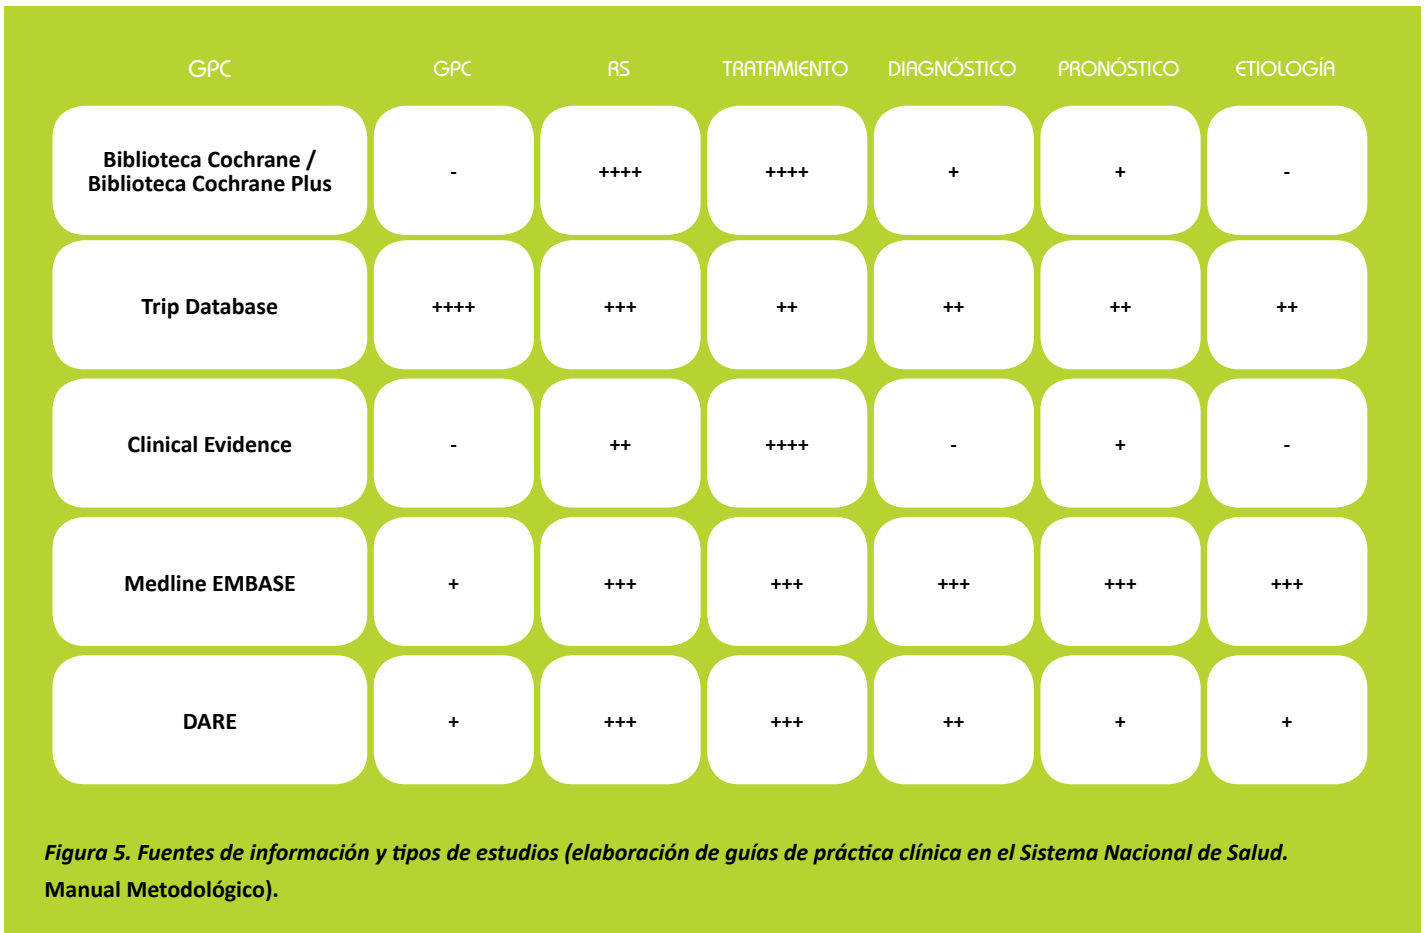 GPC GPC RS TRATAMIENTO DIAGNÓSTICO PRONÓSTICO ETIOLOGÍA
Biblioteca Cochrane /
Biblioteca Cochrane Plus - ++++ ++++ + + -
Trip Database ++++ +++ ++ ++ ++ ++
Clinical Evidence - ++ ++++ - + -
Medline EMBASE + +++ +++ +++ +++ +++
DARE + +++ +++ ++ + +
Figura 5. Fuentes de información y tipos de estudios (elaboración de guías de práctica clínica en el Sistema Nacional de Salud.
Manual Metodológico).